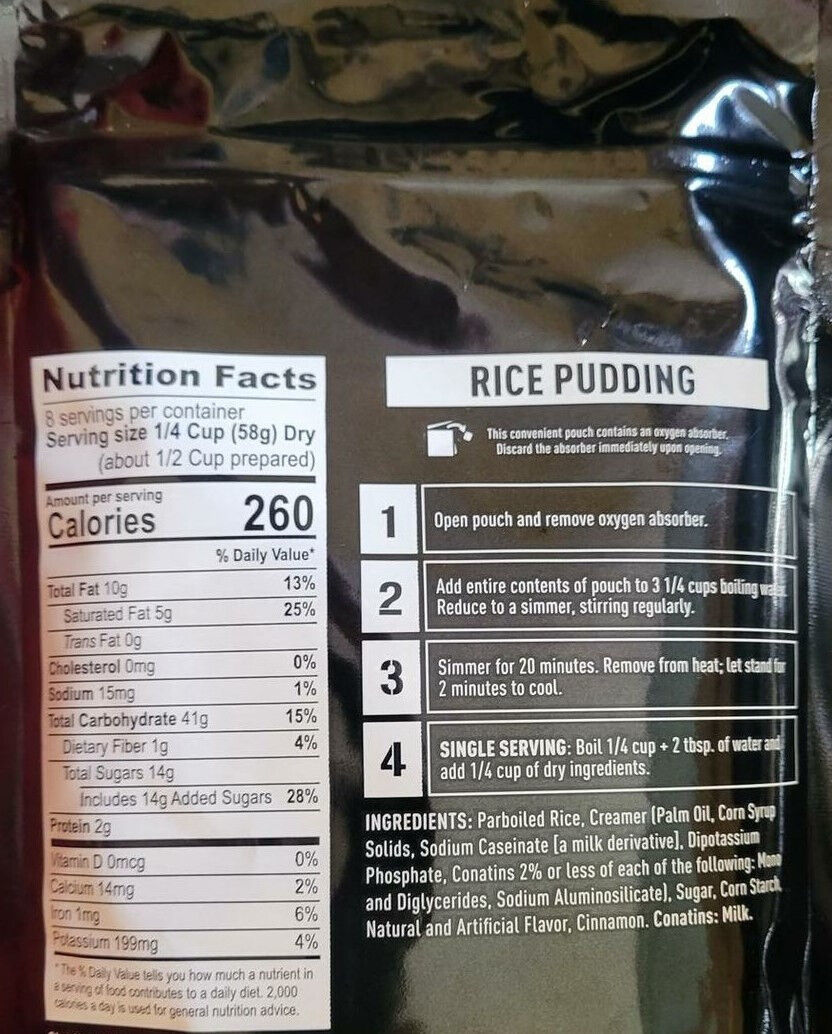 Nutrition Facts
8 servings per container
Serving size 1/4 Cup (58g) Dry
(about 1/2 Cup prepared)
Amount per serving
Calories 260
% Daily Value*
Total Fat 10g 13%
Saturated Fat 5g 25%
Trans Fat 0g
Cholesterol 0mg 0%
Sodium 15mg 1%
Total Carbohydrate 41g 15%
Dietary Fiber 1g 4%
Total Sugars 14g
Includes 14g Added Sugars 28%
Protein 2g
Vitamin D 0mcg 0%
Calcium 14mg 2%
Iron 1mg 6%
Potassium 199mg 4%
*The % Daily Value tells you how much a nutrient in
a serving of food contributes to a daily diet. 2,000
calories a day is used for general nutrition advice.
RICE PUDDING
This convenient pouch contains an oxygen absorber.
Discard the absorber immediately upon opening.
1
Open pouch and remove oxygen absorber.
2
Add entire contents of pouch to 3 1/4 cups boiling water.
Reduce to a simmer, stirring regularly.
3
Simmer for 20 minutes. Remove from heat; let stand for
2 minutes to cool.
4
SINGLE SERVING: Boil 1/4 cup + 2 tbsp. of water and
add 1/4 cup of dry ingredients.
INGREDIENTS: Parboiled Rice, Creamer (Palm Oil, Corn Syrup
Solids, Sodium Caseinate [a milk derivative], Dipotassium
Phosphate, Conatins 2% or less of each of the following: Mono
and Diglycerides, Sodium Aluminosilicate), Sugar, Corn Starch,
Natural and Artificial Flavor, Cinnamon. Conatins: Milk.